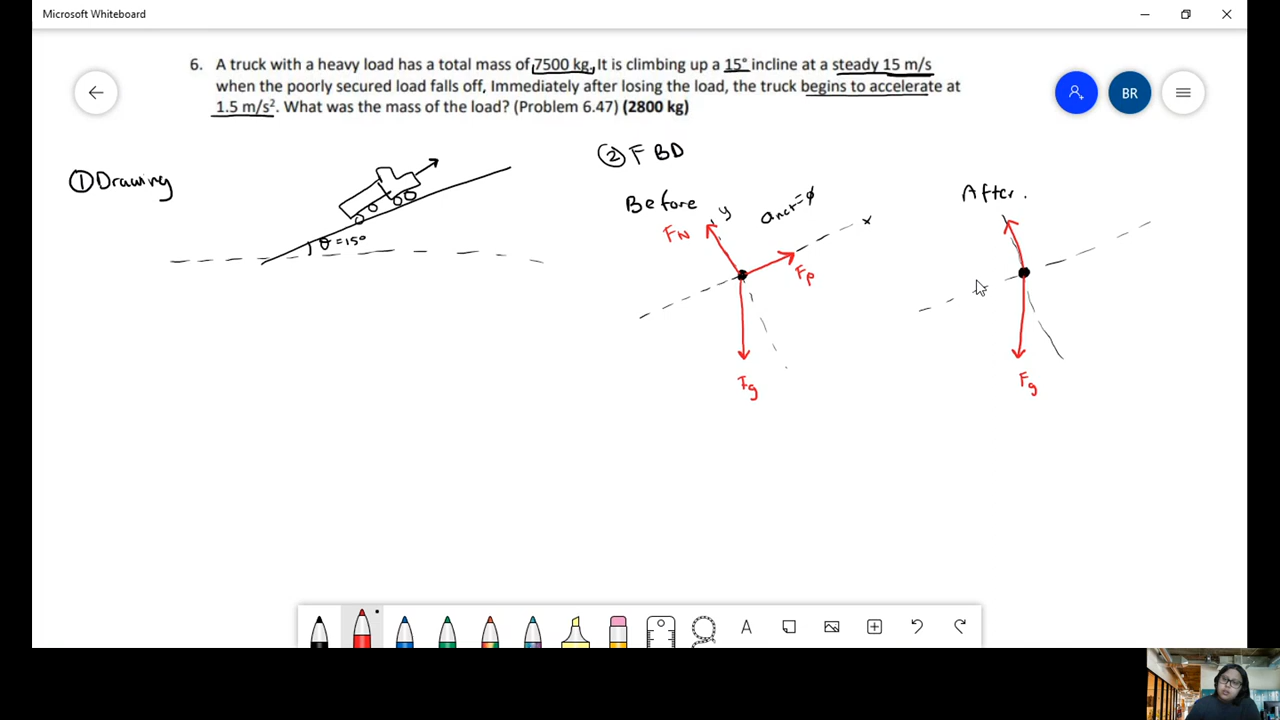 Microsoft Whiteboard
6. A truck with a heavy load has a total mass of 7500 kg. It is climbing up a 15° incline at a steady 15 m/s
when the poorly secured load falls off. Immediately after losing the load, the truck begins to accelerate at
1.5 m/s². What was the mass of the load? (Problem 6.47) (2800 kg)
BR
① Drawing
θ = 15°
② FBD
Before
After.
y
a net = ϕ
x
FN
Fp
Fg
Fg
A